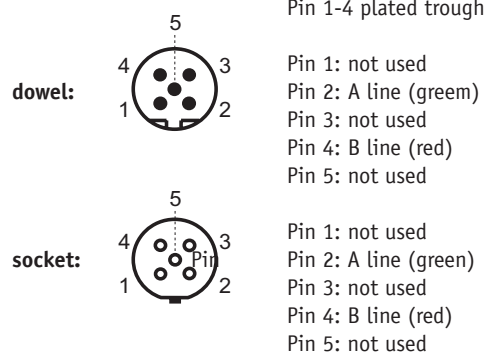 Pin 1-4 plated trough
5
4 3
1 2
dowel:
Pin 1: not used
Pin 2: A line (greem)
Pin 3: not used
Pin 4: B line (red)
Pin 5: not used
5
4 3
Pin
1 2
socket:
Pin 1: not used
Pin 2: A line (green)
Pin 3: not used
Pin 4: B line (red)
Pin 5: not used